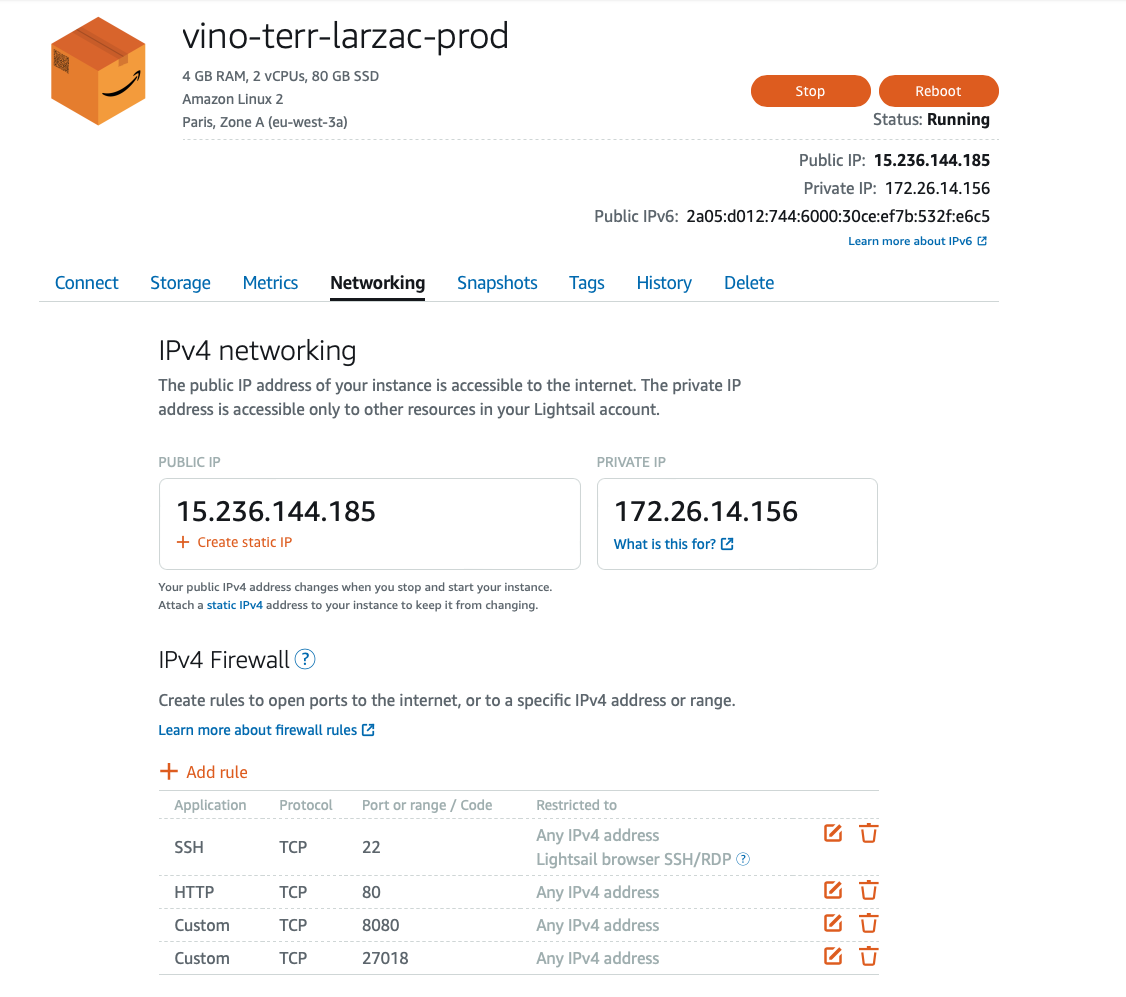 vino-terr-larzac-prod
4 GB RAM, 2 vCPUs, 80 GB SSD
Amazon Linux 2
Paris, Zone A (eu-west-3a)
Stop
Reboot
Status: Running
Public IP: 15.236.144.185
Private IP: 172.26.14.156
Public IPv6: 2a05:d012:744:6000:30ce:ef7b:532f:e6c5
Learn more about IPv6
Connect Storage Metrics Networking Snapshots Tags History Delete
IPv4 networking
The public IP address of your instance is accessible to the internet. The private IP
address is accessible only to other resources in your Lightsail account.
PUBLIC IP
15.236.144.185
+ Create static IP
PRIVATE IP
172.26.14.156
What is this for?
Your public IPv4 address changes when you stop and start your instance.
Attach a static IPv4 address to your instance to keep it from changing.
IPv4 Firewall ?
Create rules to open ports to the internet, or to a specific IPv4 address or range.
Learn more about firewall rules
+ Add rule
Application Protocol Port or range / Code Restricted to
SSH TCP 22 Any IPv4 address
Lightsail browser SSH/RDP ?
HTTP TCP 80 Any IPv4 address
Custom TCP 8080 Any IPv4 address
Custom TCP 27018 Any IPv4 address